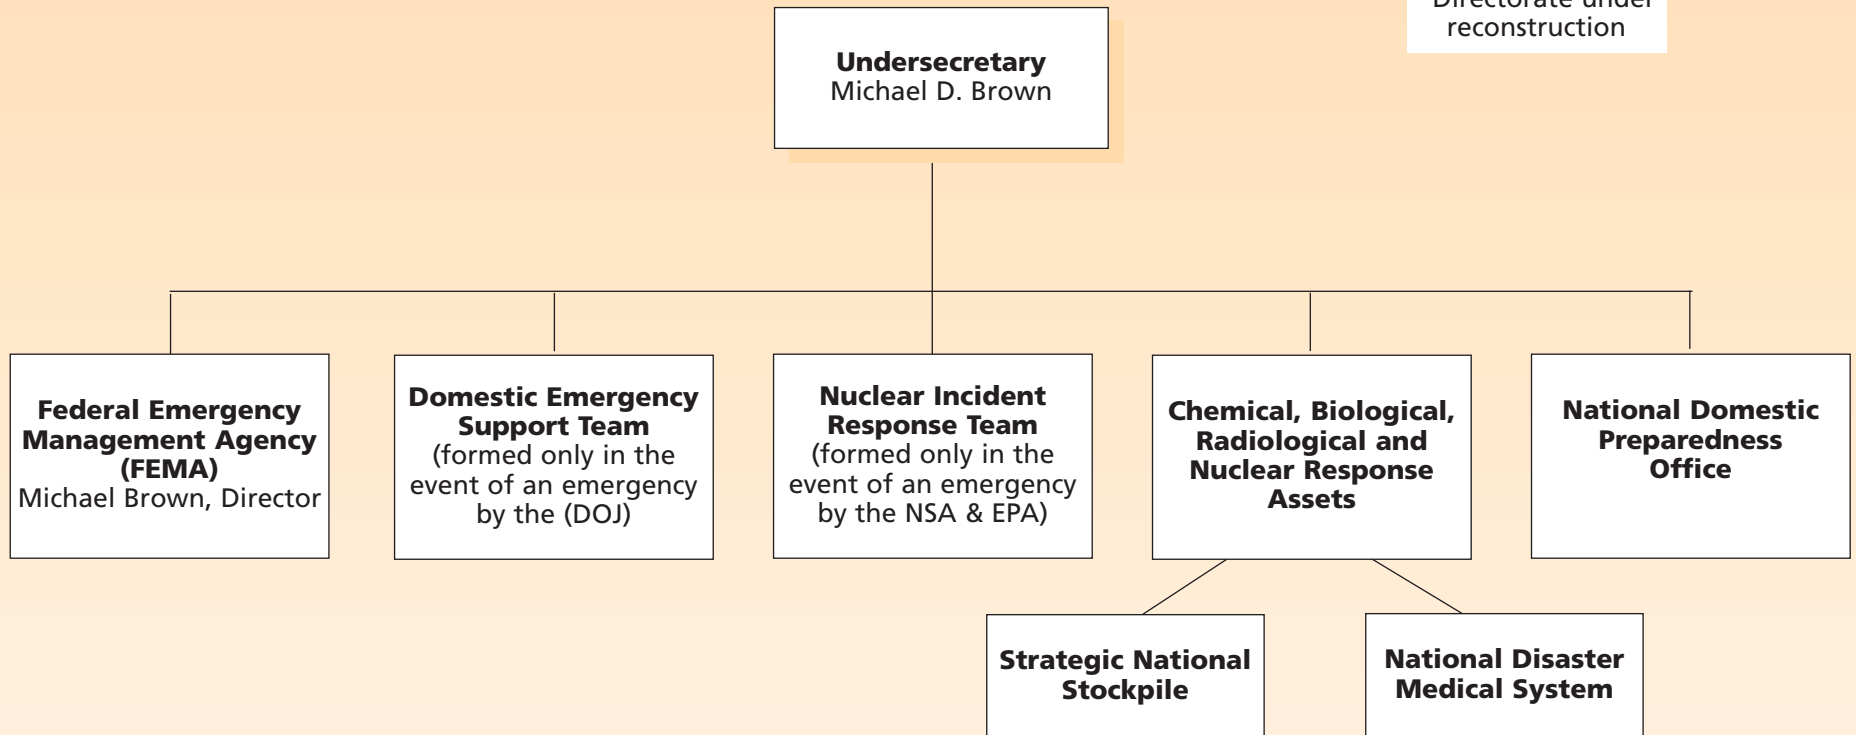 Directorate under
reconstruction
Undersecretary
Michael D. Brown
Federal Emergency
Management Agency
(FEMA)
Michael Brown, Director
Domestic Emergency
Support Team
(formed only in the
event of an emergency
by the (DOJ)
Nuclear Incident
Response Team
(formed only in the
event of an emergency
by the NSA & EPA)
Chemical, Biological,
Radiological and
Nuclear Response
Assets
National Domestic
Preparedness
Office
Strategic National
Stockpile
National Disaster
Medical System